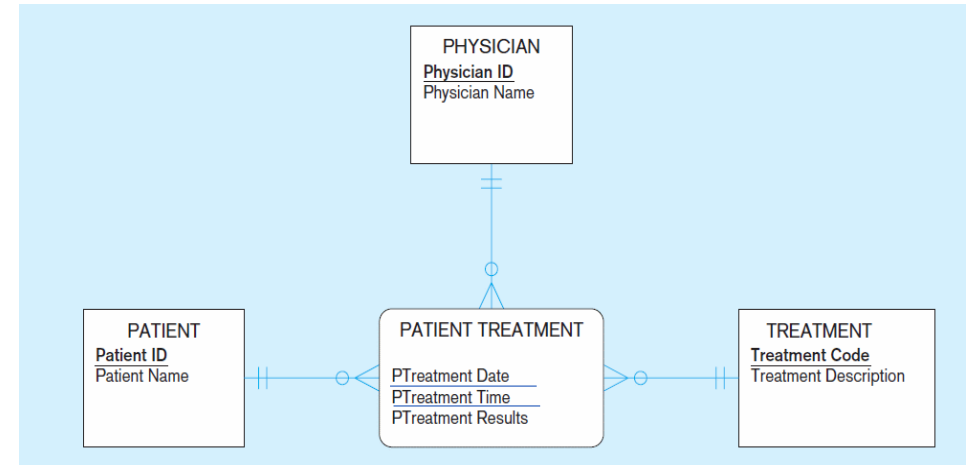 PHYSICIAN
Physician ID
Physician Name
PATIENT
Patient ID
Patient Name
PATIENT TREATMENT
PTreatment Date
PTreatment Time
PTreatment Results
TREATMENT
Treatment Code
Treatment Description